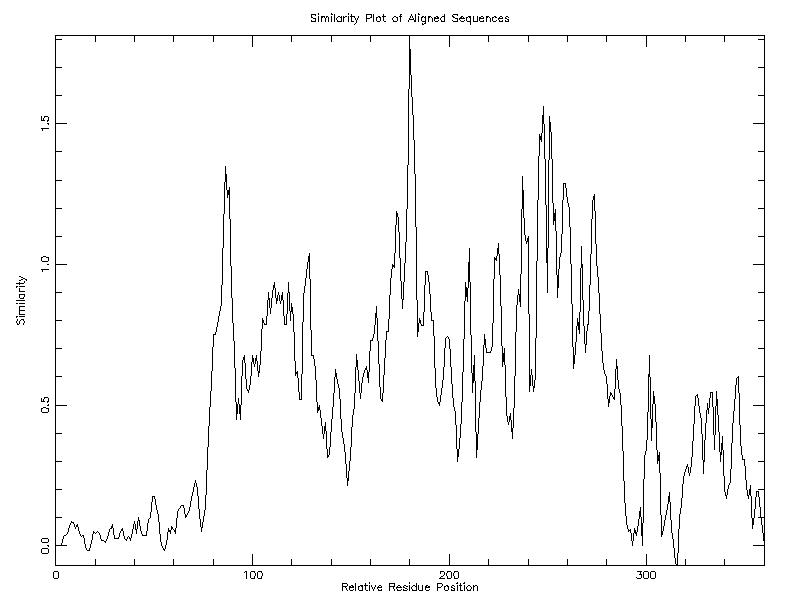 Similarity Plot of Aligned Sequences
1.5
1.0
Similarity
0.5
0.0
0 100 200 300
Relative Residue Position